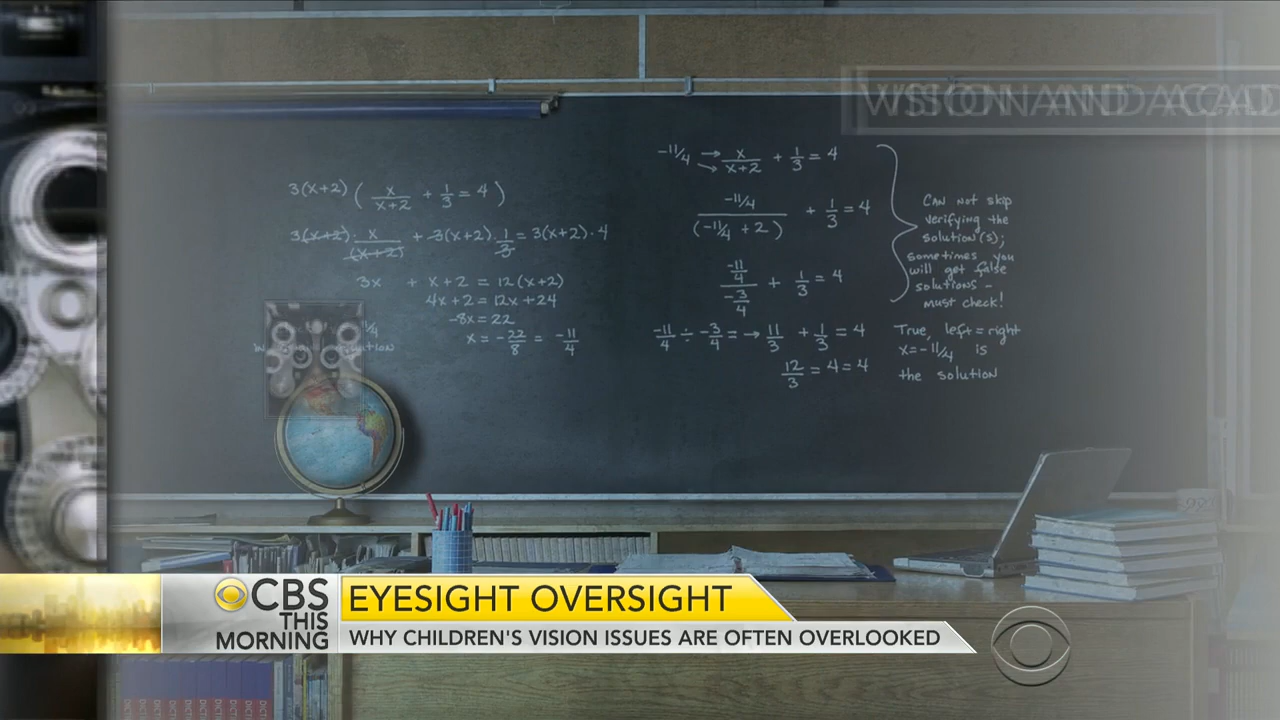 3(x+2) ( x/(x+2) + 1/3 = 4 )
3(x+2) · x/(x+2) + 3(x+2) · 1/3 = 3(x+2) · 4
3x + x+2 = 12(x+2)
4x+2 = 12x+24
-8x = 22
x = -22/8 = -11/4
-11/4 → x/(x+2) + 1/3 = 4
-11/4/(-11/4 + 2) + 1/3 = 4
-11/4/-3/4 + 1/3 = 4
-11/4 ÷ -3/4 = → 11/3 + 1/3 = 4
12/3 = 4 = 4
Can not skip
verifying the
solution(s);
sometimes you
will get false
solutions -
must check!
True, left = right
x = -11/4 is
the solution
CBS
THIS
MORNING
EYESIGHT OVERSIGHT
WHY CHILDREN'S VISION ISSUES ARE OFTEN OVERLOOKED